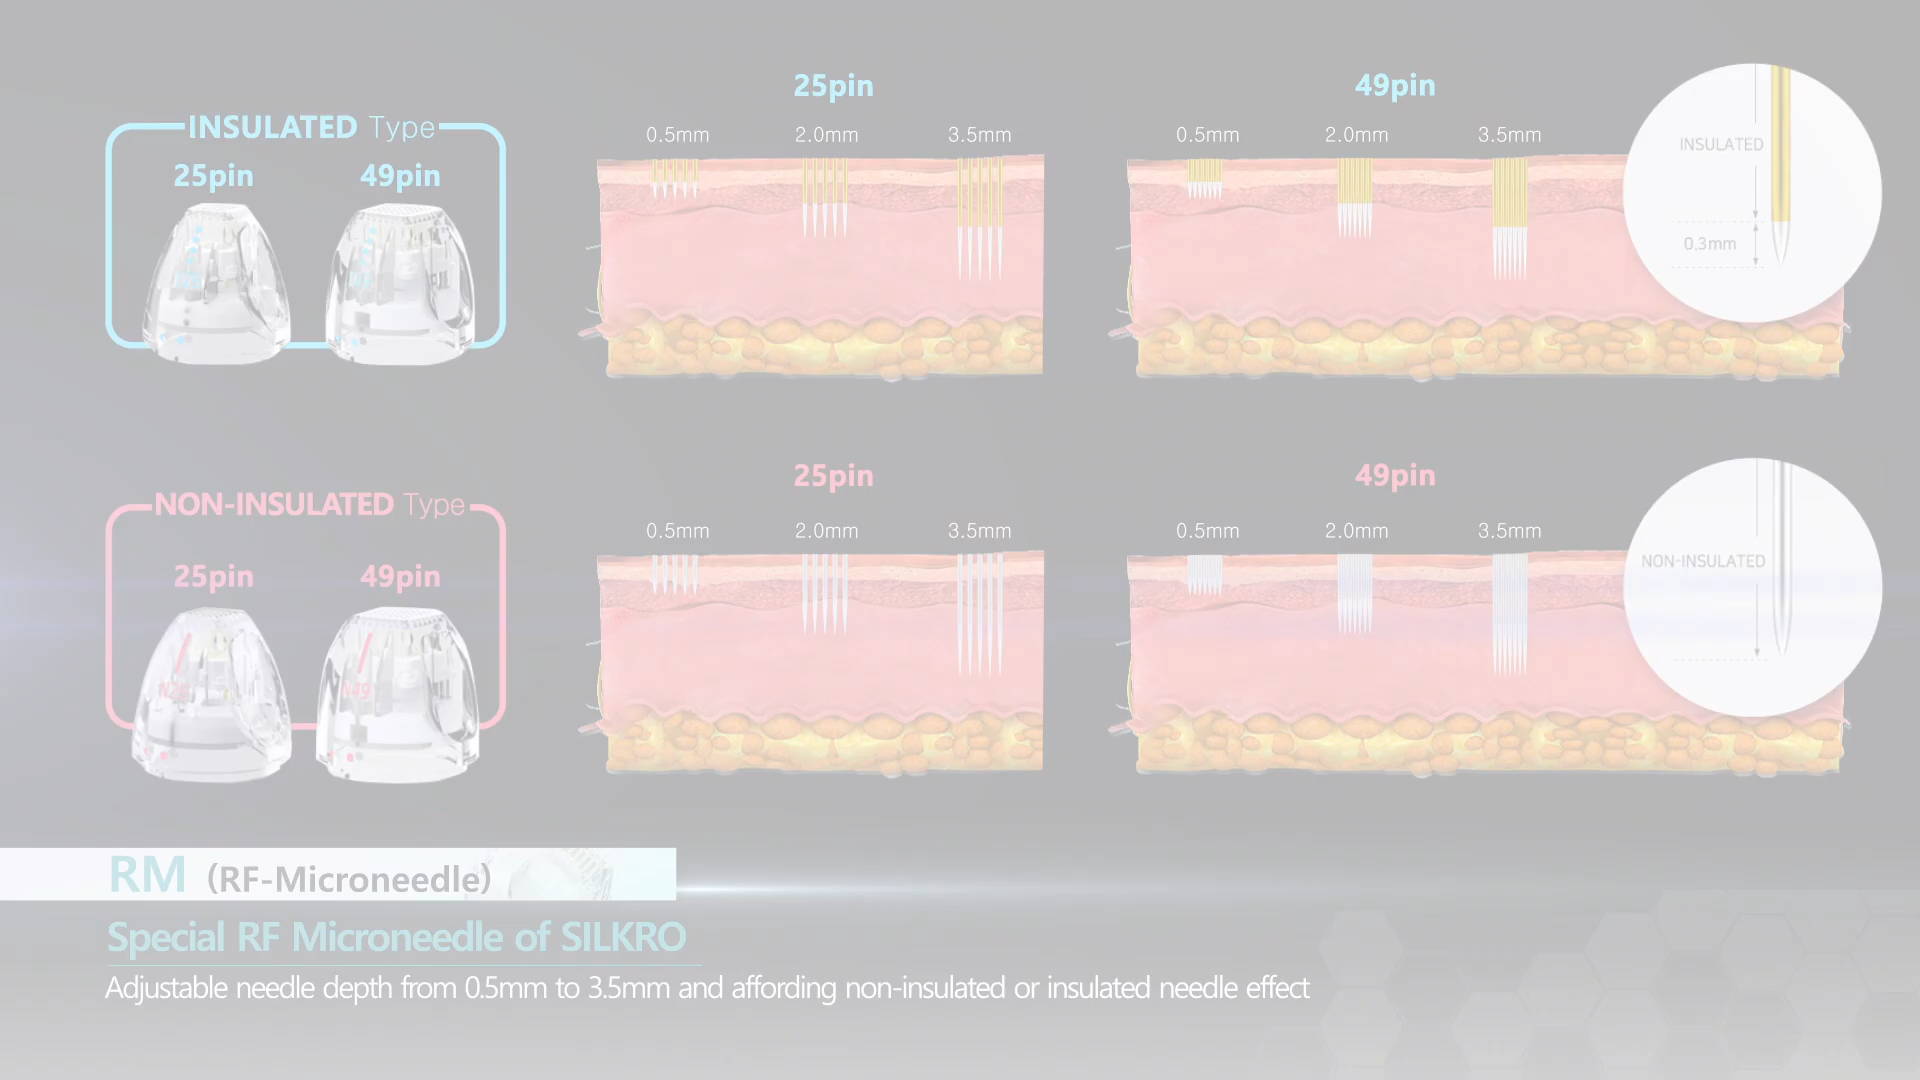 INSULATED Type
25pin
49pin
25pin
0.5mm
2.0mm
3.5mm
49pin
0.5mm
2.0mm
3.5mm
INSULATED
0.3mm
NON-INSULATED Type
25pin
49pin
N49
25pin
0.5mm
2.0mm
3.5mm
49pin
0.5mm
2.0mm
3.5mm
NON-INSULATED
RM (RF-Microneedle)
Special RF Microneedle of SILKRO
Adjustable needle depth from 0.5mm to 3.5mm and affording non-insulated or insulated needle effect